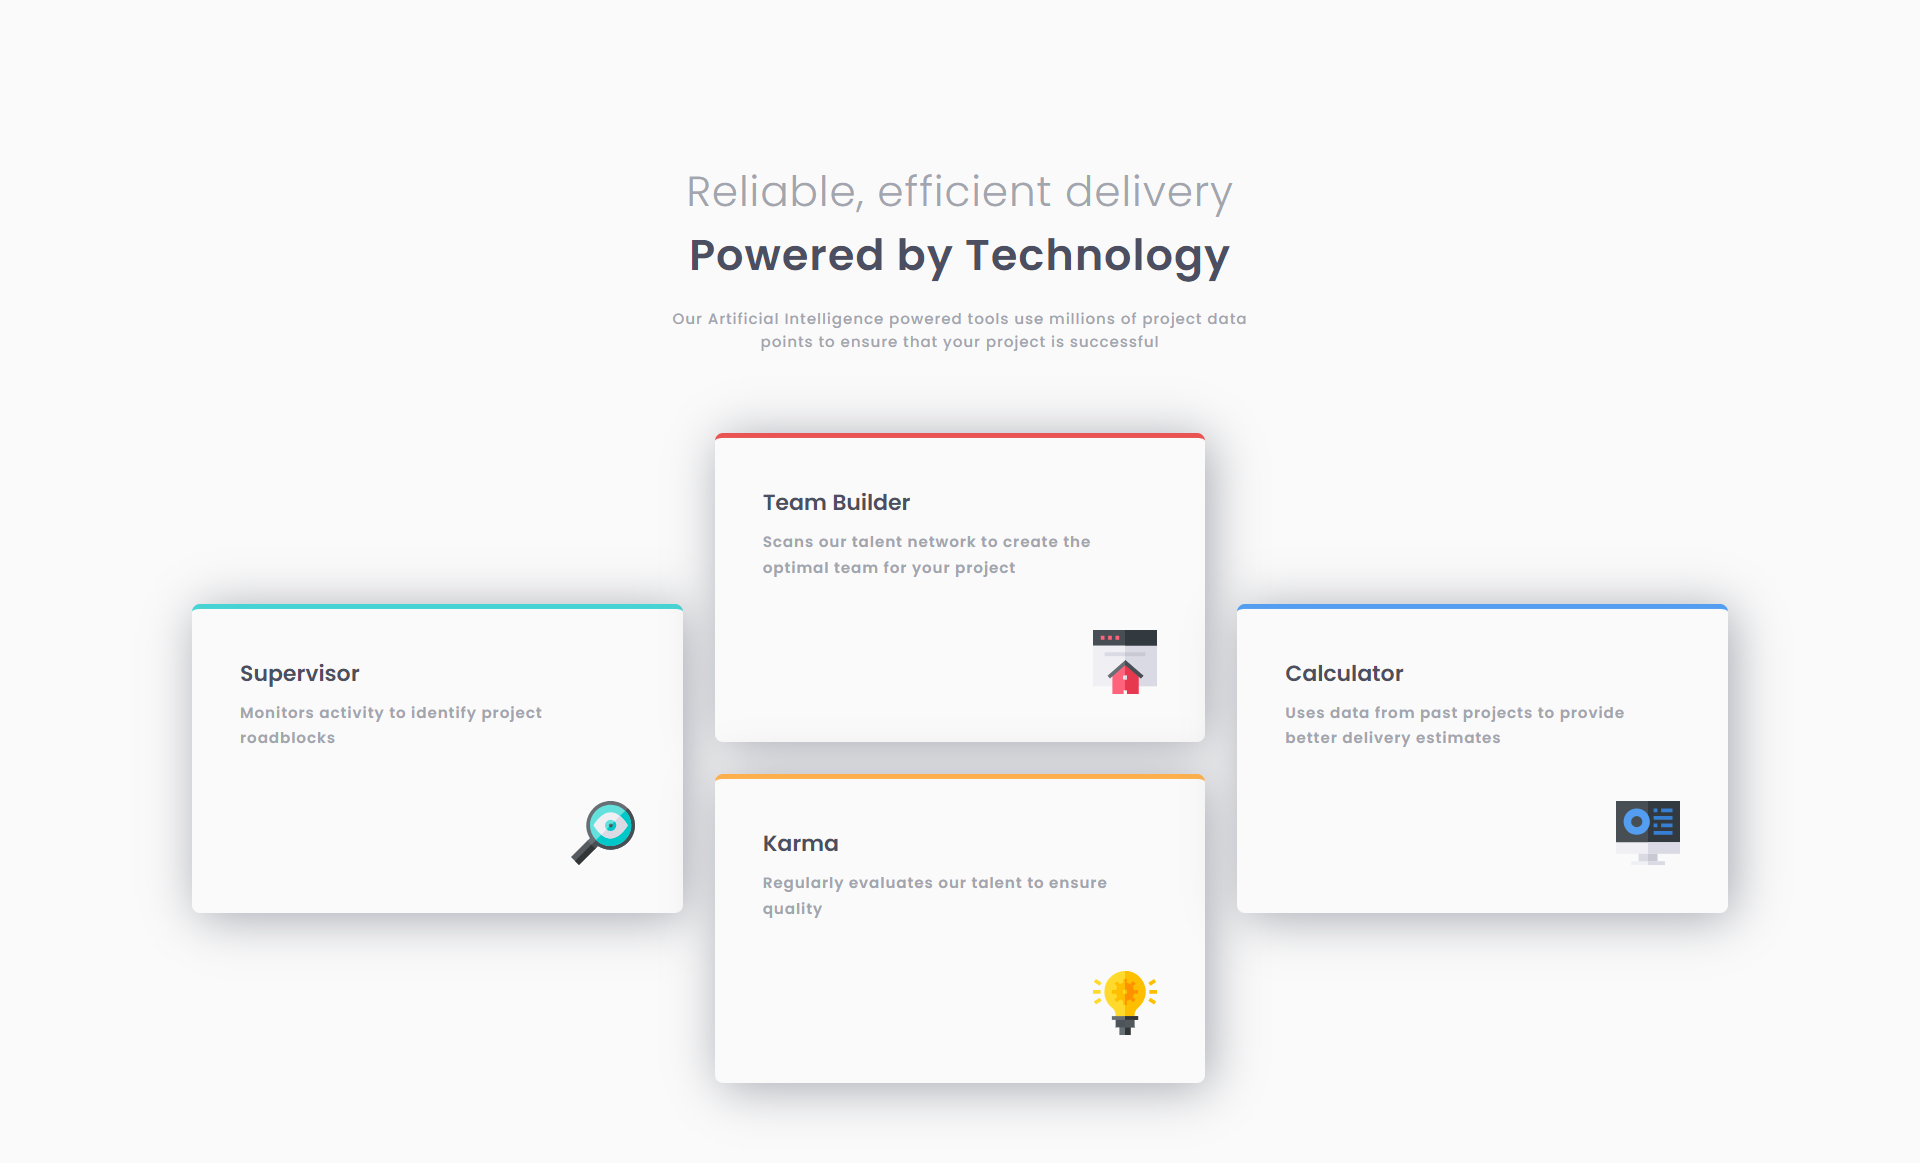 Reliable, efficient delivery
Powered by Technology
Our Artificial Intelligence powered tools use millions of project data
points to ensure that your project is successful
Team Builder
Scans our talent network to create the
optimal team for your project
Supervisor
Monitors activity to identify project
roadblocks
Calculator
Uses data from past projects to provide
better delivery estimates
Karma
Regularly evaluates our talent to ensure
quality